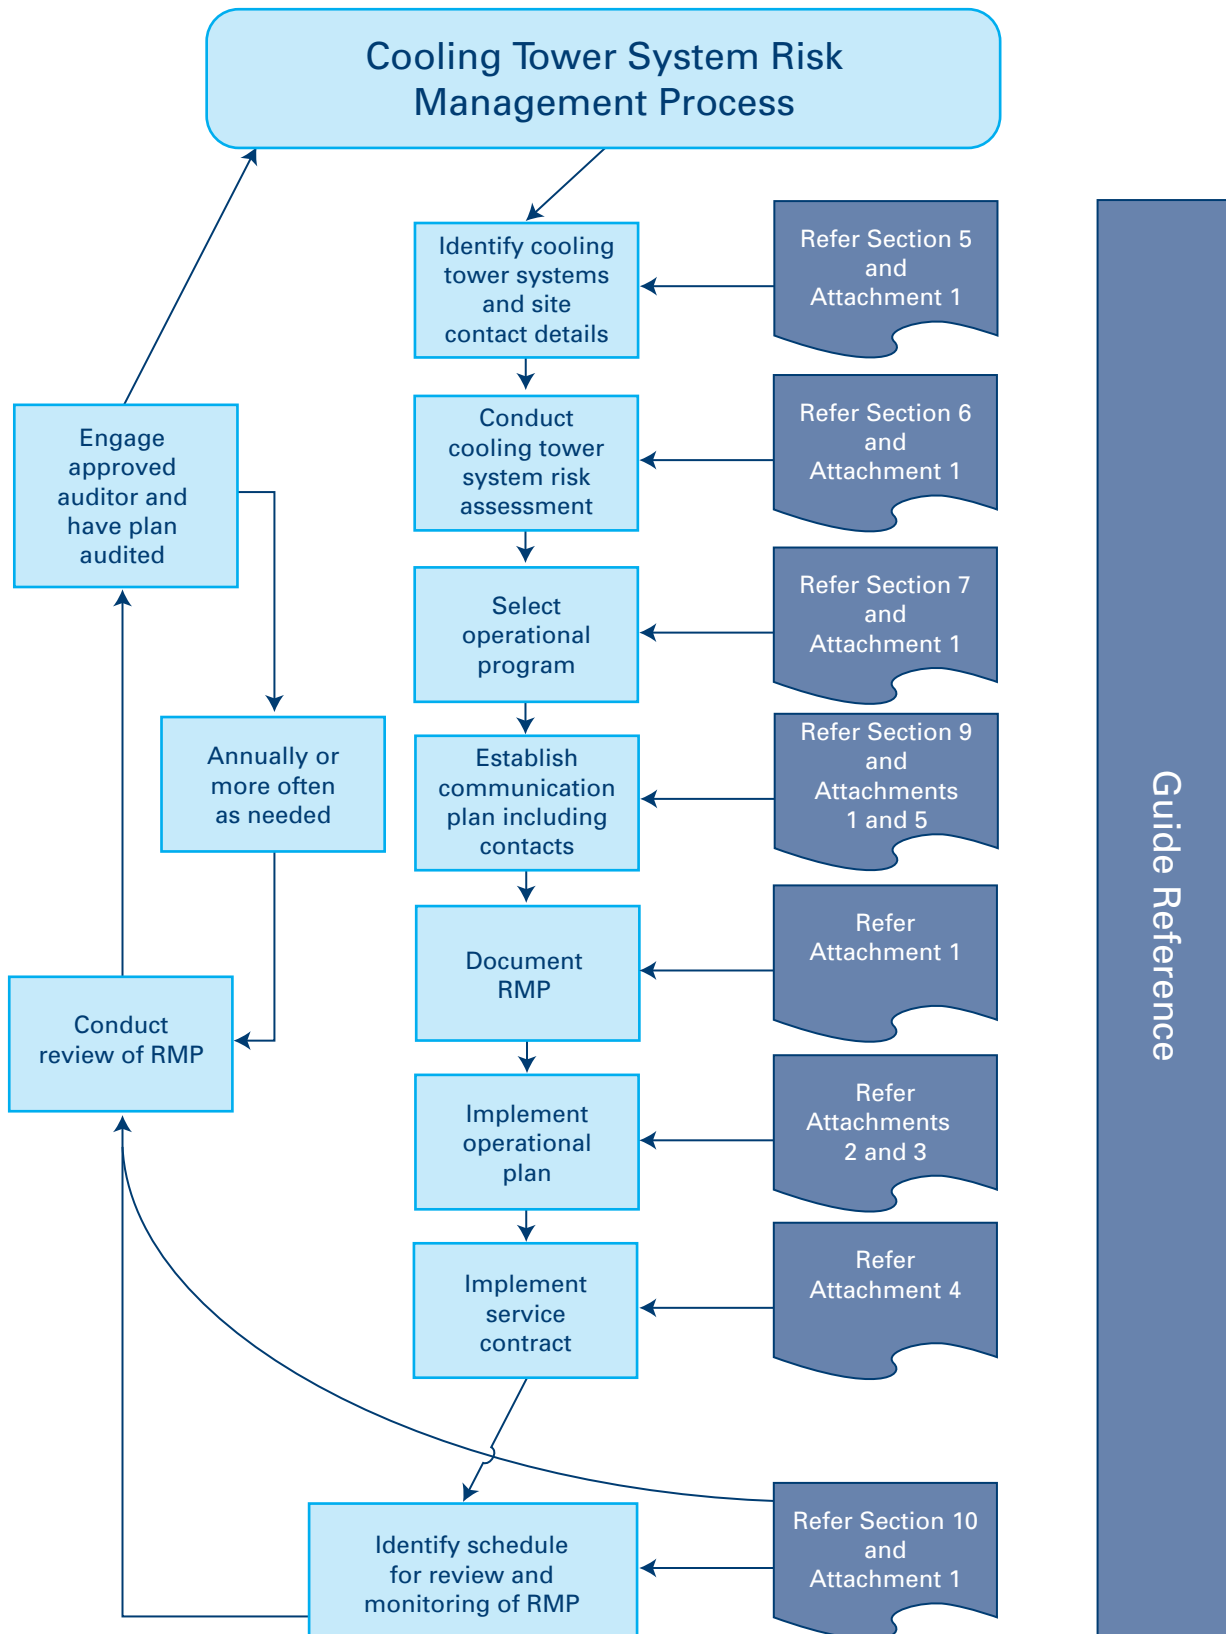 Cooling Tower System Risk
Management Process
Identify cooling
tower systems
and site
contact details
Refer Section 5
and
Attachment 1
Conduct
cooling tower
system risk
assessment
Refer Section 6
and
Attachment 1
Engage
approved
auditor and
have plan
audited
Select
operational
program
Refer Section 7
and
Attachment 1
Annually or
more often
as needed
Establish
communication
plan including
contacts
Refer Section 9
and
Attachments
1 and 5
Document
RMP
Refer
Attachment 1
Conduct
review of RMP
Implement
operational
plan
Refer
Attachments
2 and 3
Implement
service
contract
Refer
Attachment 4
Identify schedule
for review and
monitoring of RMP
Refer Section 10
and
Attachment 1
Guide Reference